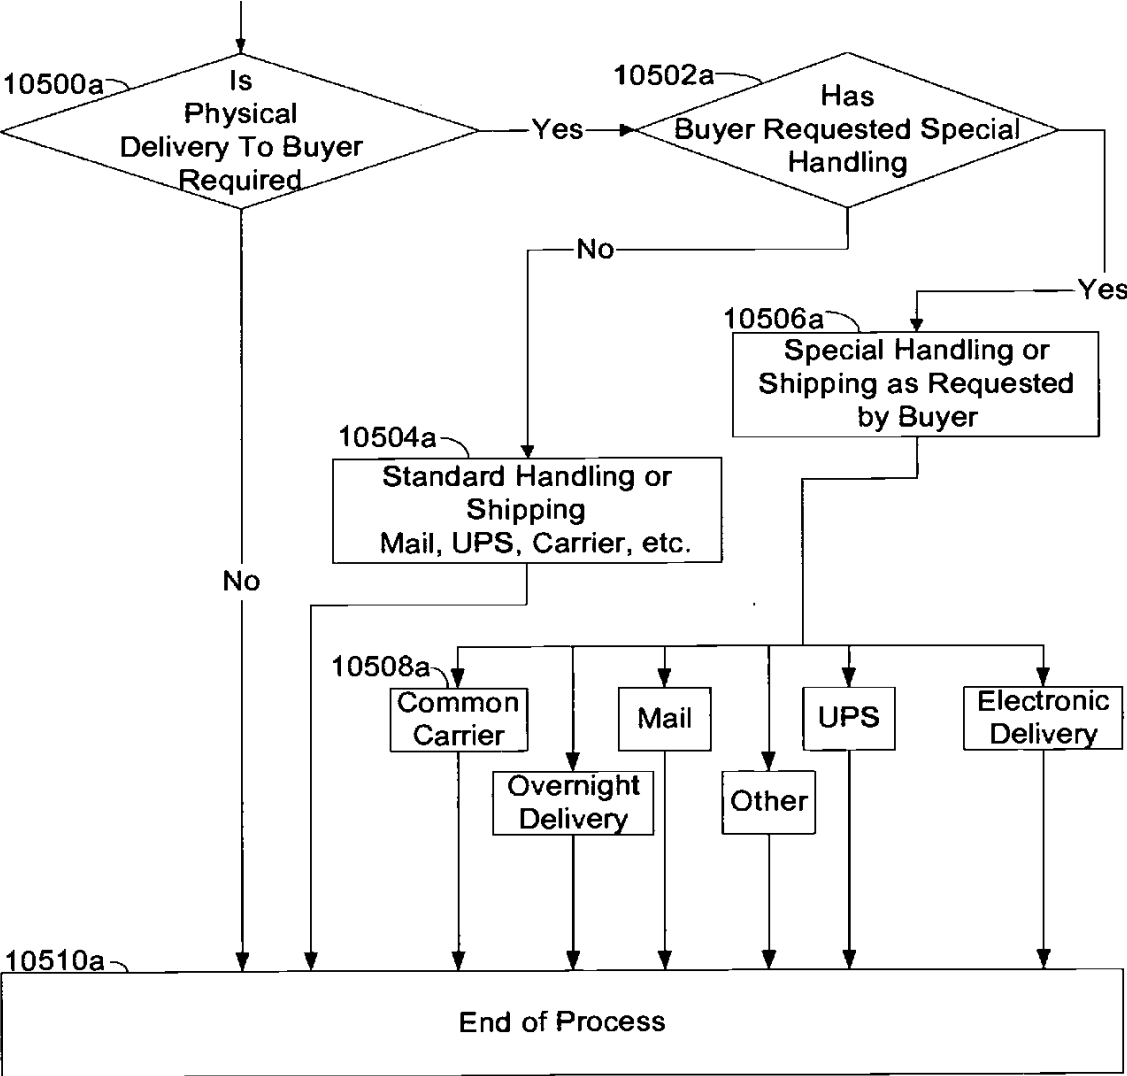 10500a
Is
Physical
Delivery To Buyer
Required
Yes
10502a
Has
Buyer Requested Special
Handling
No
Yes
10506a
Special Handling or
Shipping as Requested
by Buyer
10504a
Standard Handling or
Shipping
Mail, UPS, Carrier, etc.
No
10508a
Common
Carrier
Overnight
Delivery
Mail
Other
UPS
Electronic
Delivery
10510a
End of Process